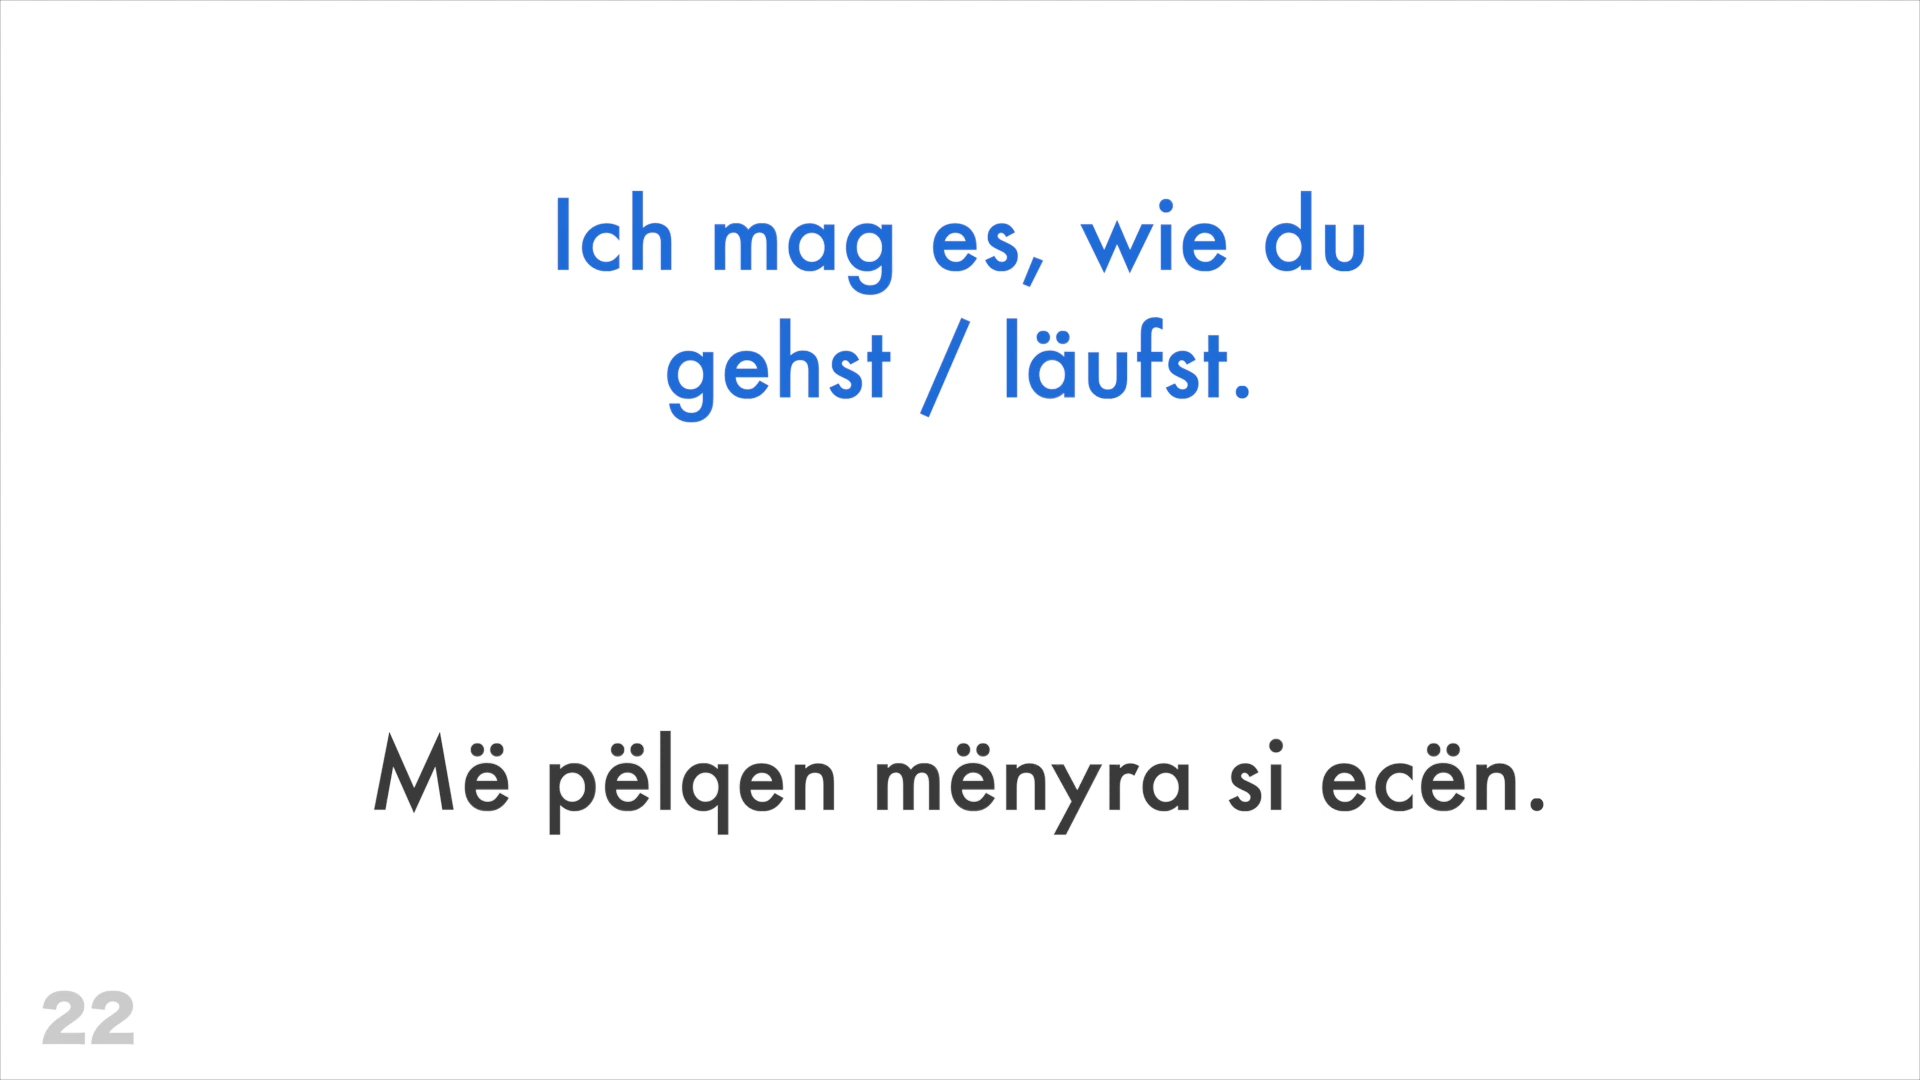 Ich mag es, wie du
gehst / läufst.
Më pëlqen mënyra si ecën.
22